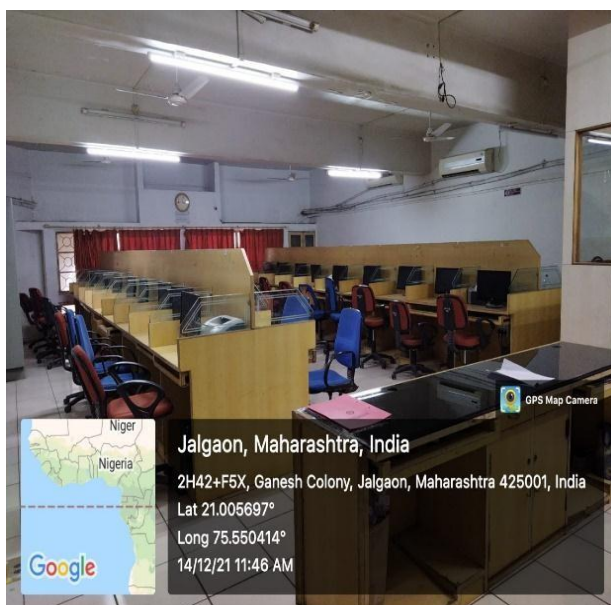 GPS Map Camera
Niger
Nigeria
Google
Jalgaon, Maharashtra, India
2H42+F5X, Ganesh Colony, Jalgaon, Maharashtra 425001, India
Lat 21.005697°
Long 75.550414°
14/12/21 11:46 AM